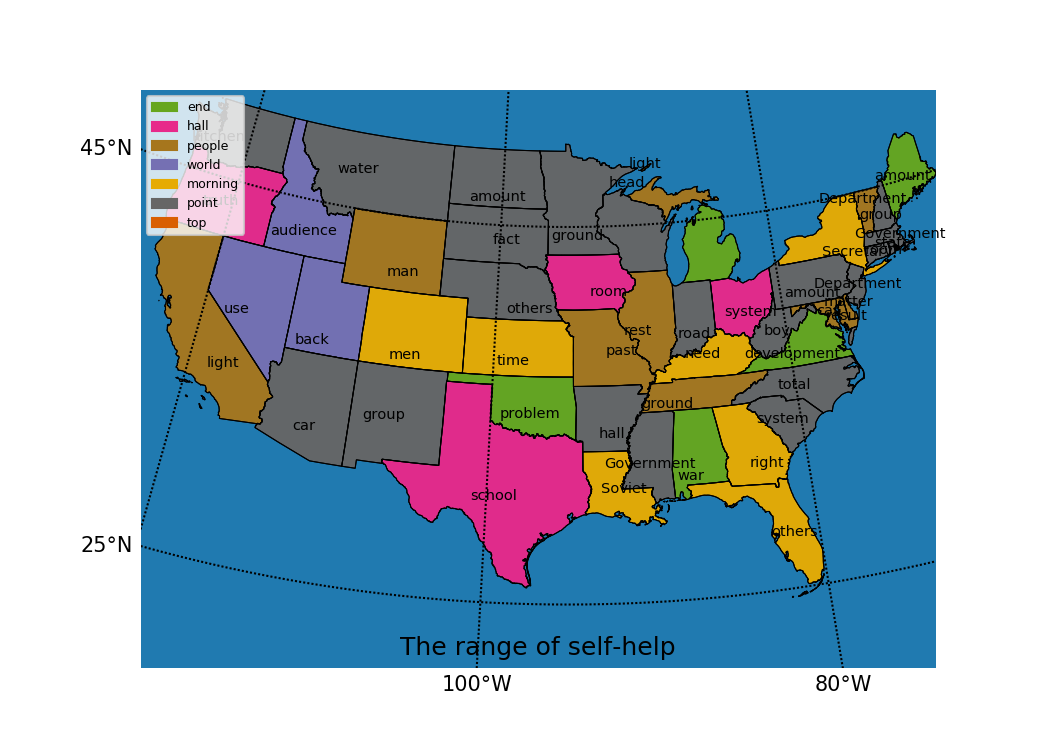 end
hall
people
world
morning
point
top
45°N
25°N
100°W
80°W
light
head
water
amount
amount
Department
group
Government
Secretary
audience
fact
ground
man
room
others
use
back
men
time
rest
past
road
system
amount
Department
matter
result
boy
need
development
light
car
group
problem
hall
ground
total
system
school
Government
Soviet
war
right
others
The range of self-help